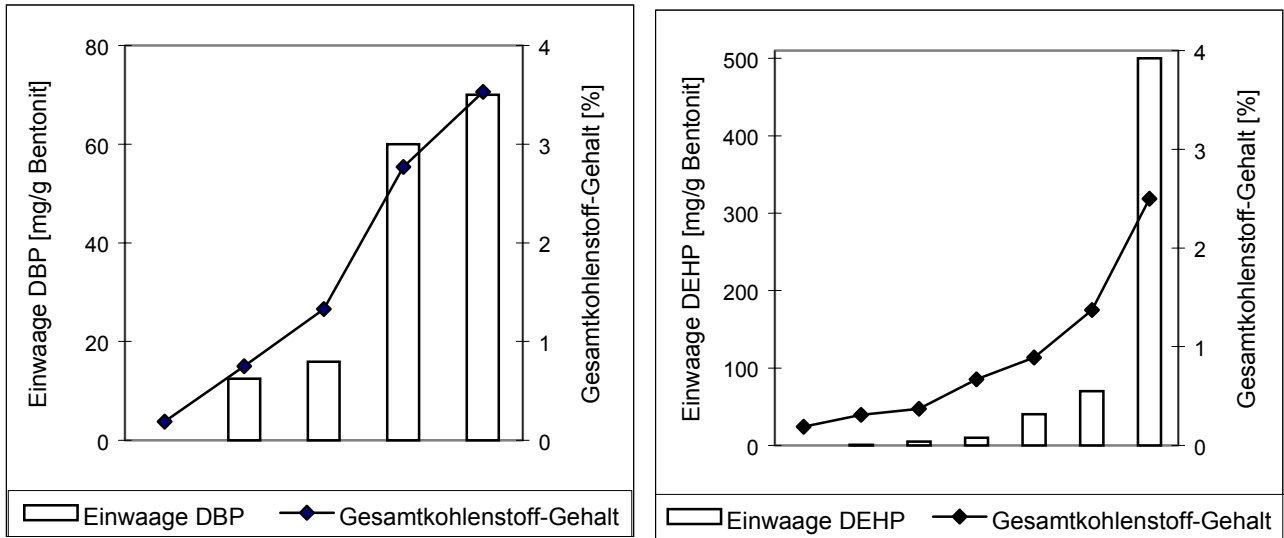 Einwaage DBP [mg/g Bentonit]
80
60
40
20
0
4
3
2
1
0
Gesamtkohlenstoff-Gehalt [%]
Einwaage DBP
Gesamtkohlenstoff-Gehalt
Einwaage DEHP [mg/g Bentonit]
500
400
300
200
100
0
4
3
2
1
0
Gesamtkohlenstoff-Gehalt [%]
Einwaage DEHP
Gesamtkohlenstoff-Gehalt